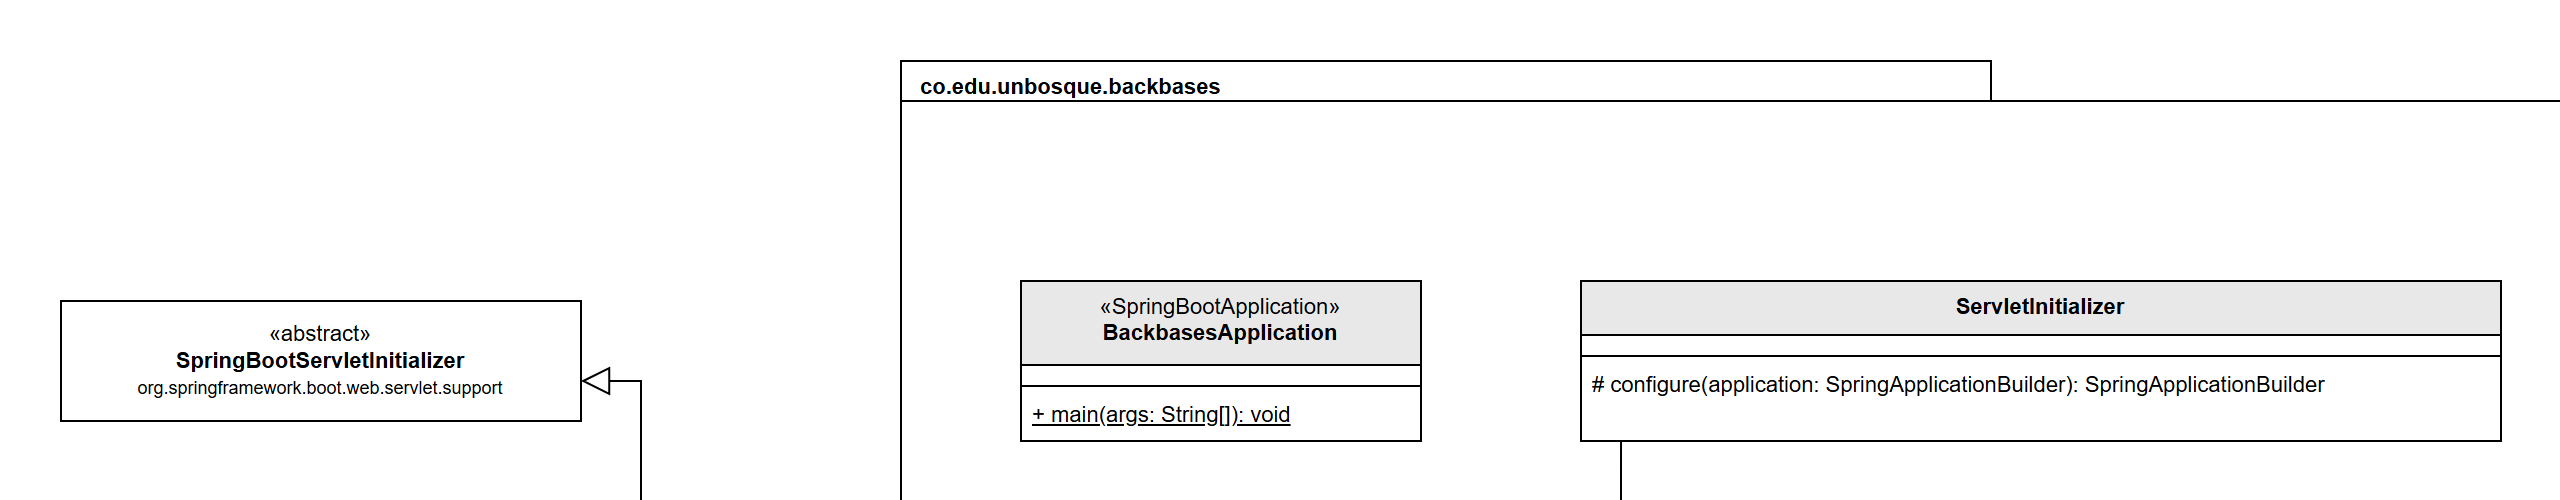 co.edu.unbosque.backbases
«abstract»
SpringBootServletInitializer
org.springframework.boot.web.servlet.support
«SpringBootApplication»
BackbasesApplication
+ main(args: String[]): void
ServletInitializer
# configure(application: SpringApplicationBuilder): SpringApplicationBuilder